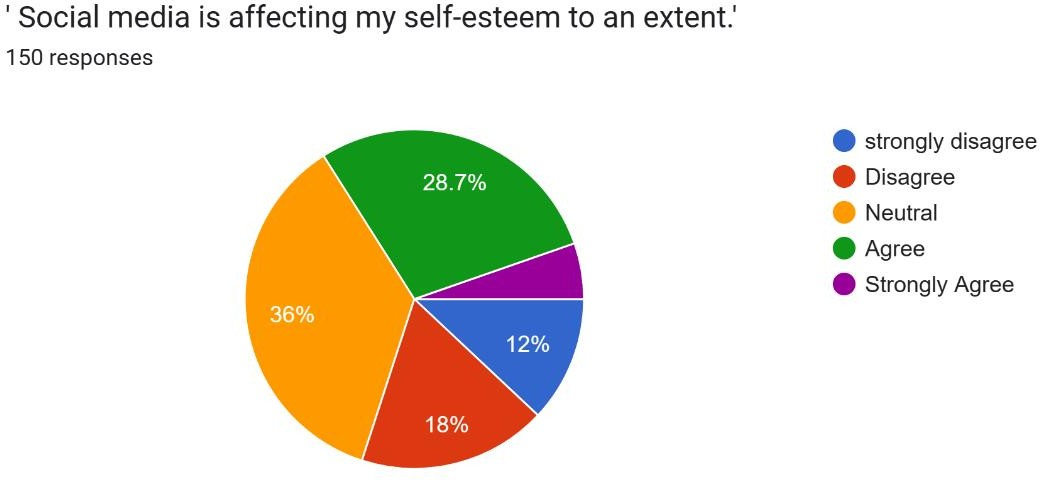 ' Social media is affecting my self-esteem to an extent.'
150 responses
28.7%
36%
12%
18%
strongly disagree
Disagree
Neutral
Agree
Strongly Agree